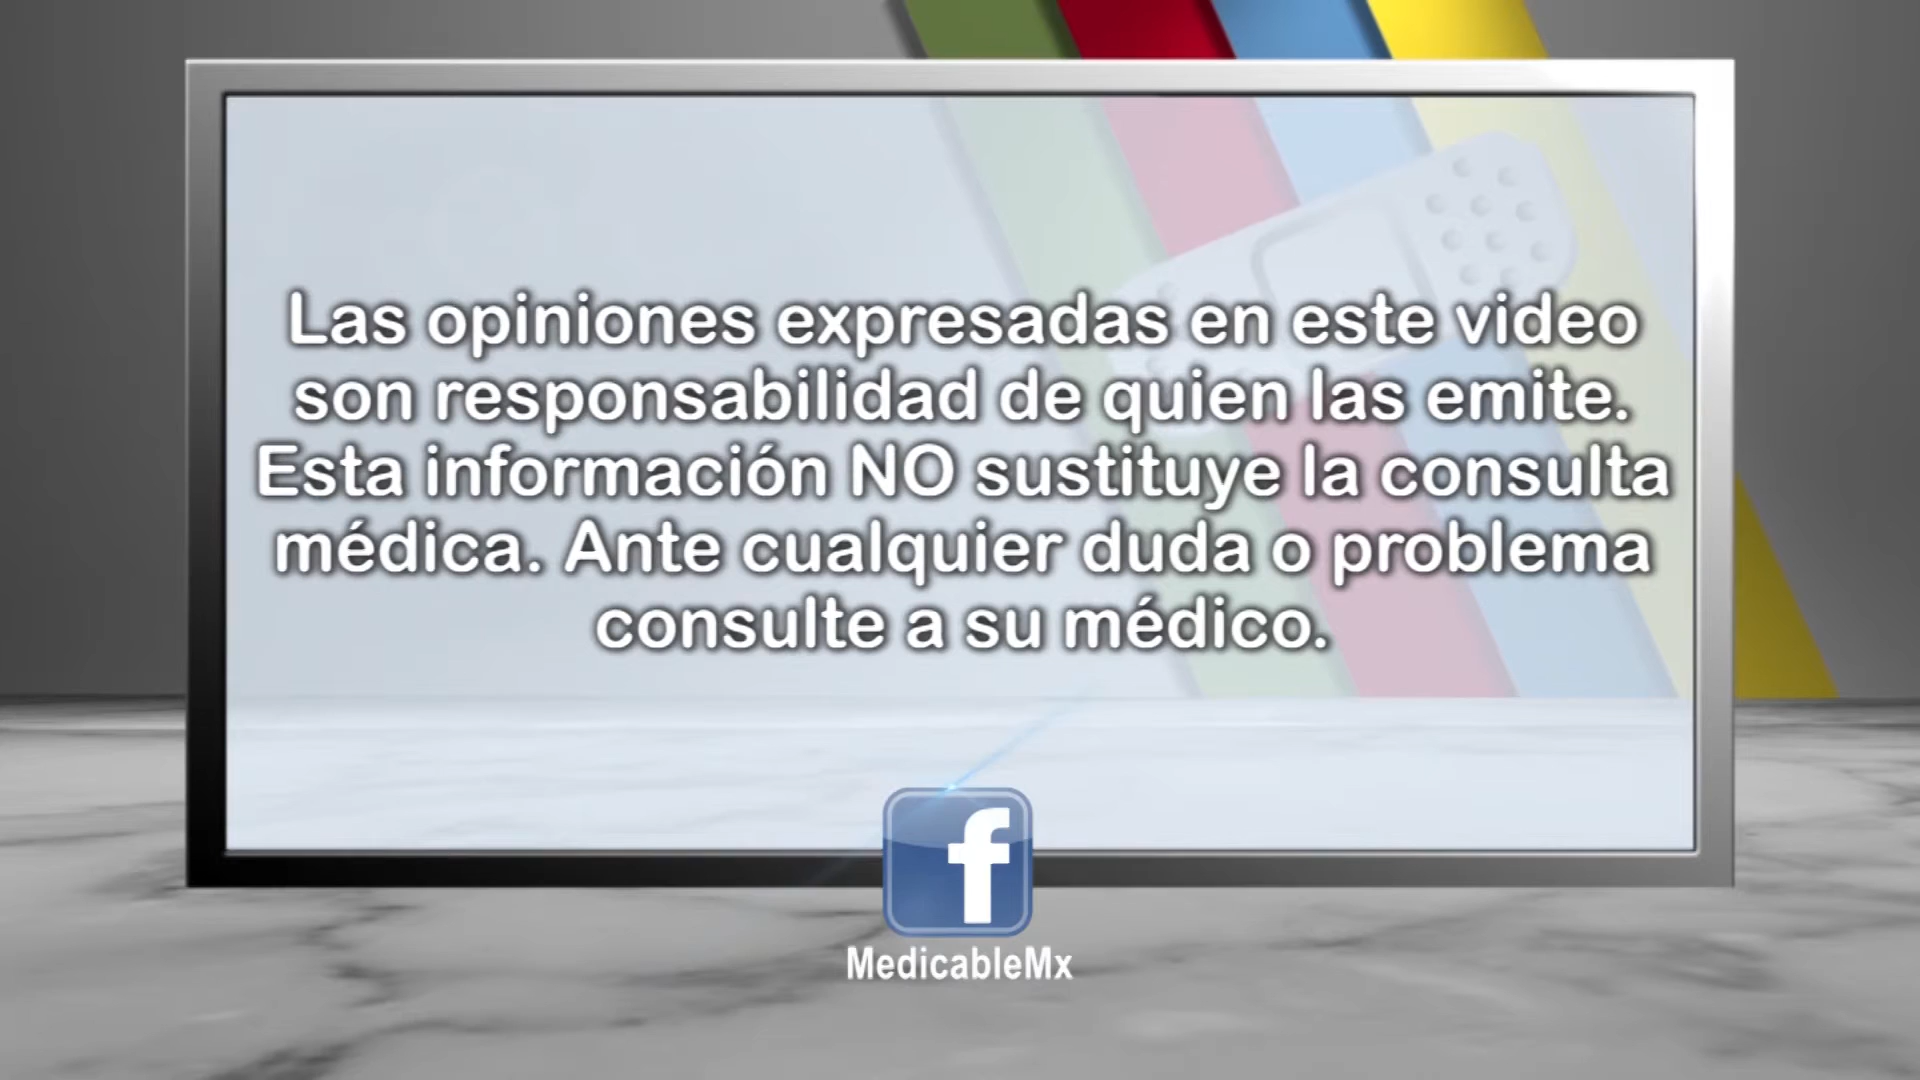 Las opiniones expresadas en este video
son responsabilidad de quien las emite.
Esta información NO sustituye la consulta
médica. Ante cualquier duda o problema
consulte a su médico.
f
MedicableMx